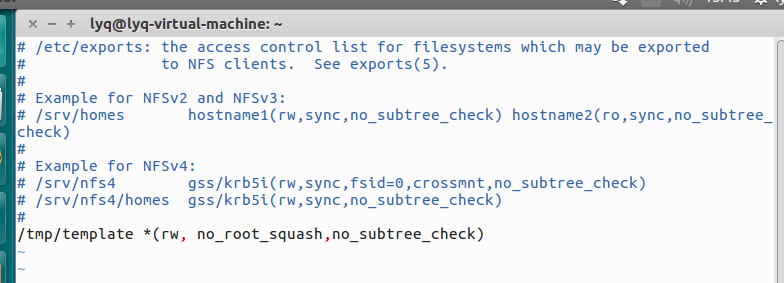 lyq@lyq-virtual-machine: ~
# /etc/exports: the access control list for filesystems which may be exported
#               to NFS clients.  See exports(5).
#
# Example for NFSv2 and NFSv3:
# /srv/homes       hostname1(rw,sync,no_subtree_check) hostname2(ro,sync,no_subtree_
check)
#
# Example for NFSv4:
# /srv/nfs4        gss/krb5i(rw,sync,fsid=0,crossmnt,no_subtree_check)
# /srv/nfs4/homes  gss/krb5i(rw,sync,no_subtree_check)
#
/tmp/template *(rw, no_root_squash,no_subtree_check)
~
~